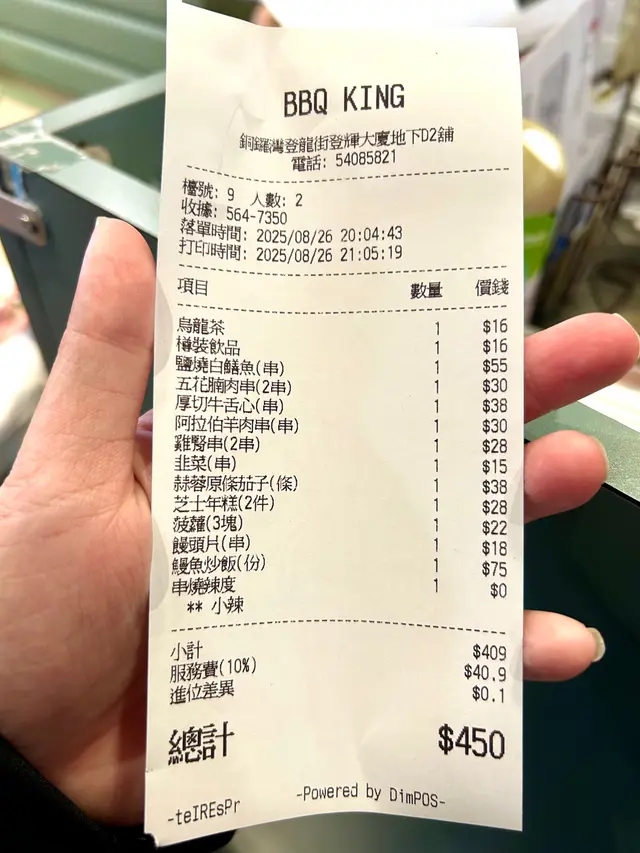 BBQ KING
銅鑼灣登龍街登輝大廈地下D2舖
電話: 54085821
檯號: 9 人數: 2
收據: 564-7350
落單時間: 2025/08/26 20:04:43
打印時間: 2025/08/26 21:05:19
項目 數量 價錢
烏龍茶 1 $16
樽裝飲品 1 $16
鹽燒白鱔魚(串) 1 $55
五花腩肉串(2串) 1 $30
厚切牛舌心(串) 1 $38
阿拉伯羊肉串(串) 1 $30
雞腎串(2串) 1 $28
韭菜(串) 1 $15
蒜蓉原條茄子(條) 1 $38
芝士年糕(2件) 1 $28
菠蘿(3塊) 1 $22
饅頭片(串) 1 $18
鰻魚炒飯(份) 1 $75
串燒辣度 1 $0
** 小辣
小計 $409
服務費(10%) $40.9
進位差異 $0.1
總計 $450
-teIREsPr -Powered by DimPOS-